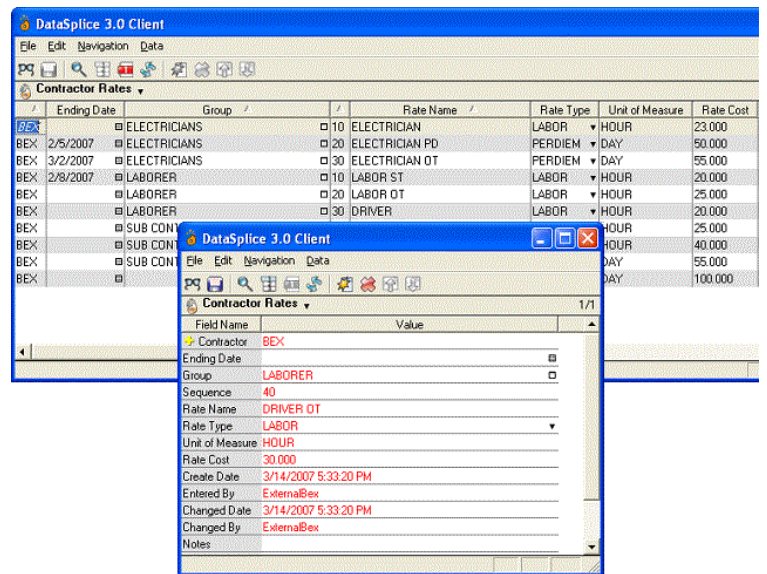 DataSplice 3.0 Client
File Edit Navigation Data
Contractor Rates
Ending Date Group Rate Name Rate Type Unit of Measure Rate Cost
BEX ELECTRICIANS 10 ELECTRICIAN LABOR HOUR 23.000
BEX 2/5/2007 ELECTRICIANS 20 ELECTRICIAN PD PERDIEM DAY 50.000
BEX 3/2/2007 ELECTRICIANS 30 ELECTRICIAN OT PERDIEM DAY 55.000
BEX 2/8/2007 LABORER 10 LABOR ST LABOR HOUR 20.000
BEX LABORER 20 LABOR OT LABOR HOUR 25.000
BEX LABORER 30 DRIVER LABOR HOUR 20.000
BEX SUB CONT HOUR 25.000
BEX SUB CONT HOUR 40.000
BEX SUB CONT DAY 55.000
BEX DAY 100.000
DataSplice 3.0 Client
File Edit Navigation Data
Contractor Rates 1/1
Field Name Value
Contractor BEX
Ending Date
Group LABORER
Sequence 40
Rate Name DRIVER OT
Rate Type LABOR
Unit of Measure HOUR
Rate Cost 30.000
Create Date 3/14/2007 5:33:20 PM
Entered By ExternalBex
Changed Date 3/14/2007 5:33:20 PM
Changed By ExternalBex
Notes